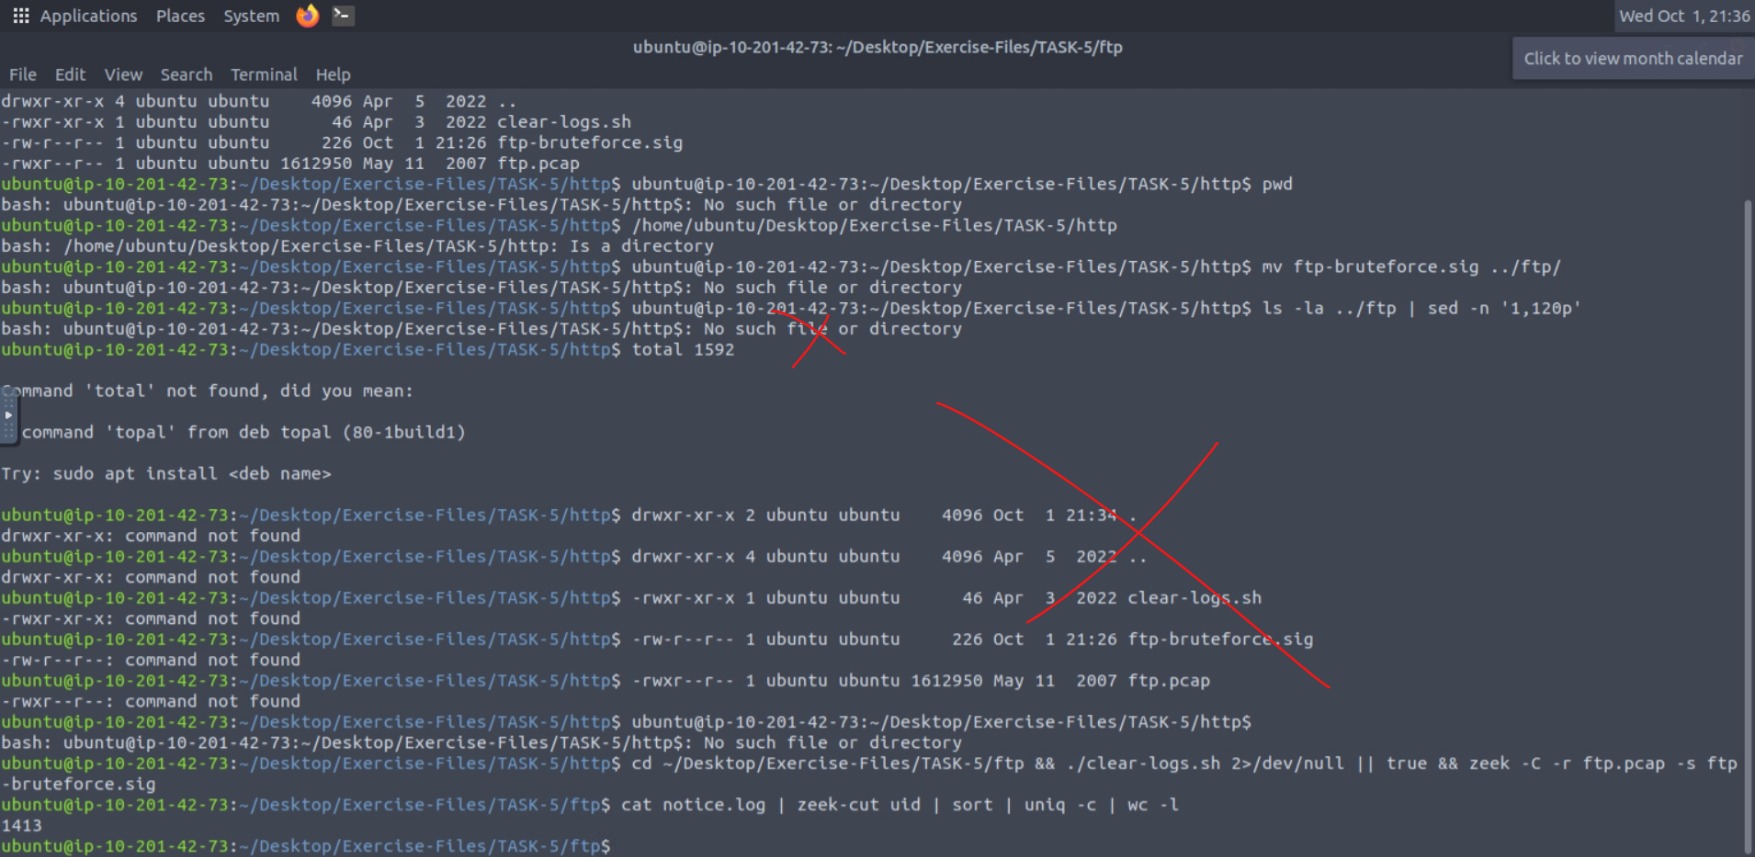 Applications Places System Wed Oct 1, 21:36
ubuntu@ip-10-201-42-73: ~/Desktop/Exercise-Files/TASK-5/ftp
Click to view month calendar
File Edit View Search Terminal Help
drwxr-xr-x 4 ubuntu ubuntu    4096 Apr  5  2022 ..
-rwxr-xr-x 1 ubuntu ubuntu      46 Apr  3  2022 clear-logs.sh
-rw-r--r-- 1 ubuntu ubuntu     226 Oct  1 21:26 ftp-bruteforce.sig
-rwxr--r-- 1 ubuntu ubuntu 1612950 May 11  2007 ftp.pcap
ubuntu@ip-10-201-42-73:~/Desktop/Exercise-Files/TASK-5/http$ ubuntu@ip-10-201-42-73:~/Desktop/Exercise-Files/TASK-5/http$ pwd
bash: ubuntu@ip-10-201-42-73:~/Desktop/Exercise-Files/TASK-5/http$: No such file or directory
ubuntu@ip-10-201-42-73:~/Desktop/Exercise-Files/TASK-5/http$ /home/ubuntu/Desktop/Exercise-Files/TASK-5/http
bash: /home/ubuntu/Desktop/Exercise-Files/TASK-5/http: Is a directory
ubuntu@ip-10-201-42-73:~/Desktop/Exercise-Files/TASK-5/http$ ubuntu@ip-10-201-42-73:~/Desktop/Exercise-Files/TASK-5/http$ mv ftp-bruteforce.sig ../ftp/
bash: ubuntu@ip-10-201-42-73:~/Desktop/Exercise-Files/TASK-5/http$: No such file or directory
ubuntu@ip-10-201-42-73:~/Desktop/Exercise-Files/TASK-5/http$ ubuntu@ip-10-201-42-73:~/Desktop/Exercise-Files/TASK-5/http$ ls -la ../ftp | sed -n '1,120p'
bash: ubuntu@ip-10-201-42-73:~/Desktop/Exercise-Files/TASK-5/http$: No such file or directory
ubuntu@ip-10-201-42-73:~/Desktop/Exercise-Files/TASK-5/http$ total 1592
Command 'total' not found, did you mean:
command 'topal' from deb topal (80-1build1)
Try: sudo apt install <deb name>
ubuntu@ip-10-201-42-73:~/Desktop/Exercise-Files/TASK-5/http$ drwxr-xr-x 2 ubuntu ubuntu    4096 Oct  1 21:34 .
drwxr-xr-x: command not found
ubuntu@ip-10-201-42-73:~/Desktop/Exercise-Files/TASK-5/http$ drwxr-xr-x 4 ubuntu ubuntu    4096 Apr  5  2022 ..
drwxr-xr-x: command not found
ubuntu@ip-10-201-42-73:~/Desktop/Exercise-Files/TASK-5/http$ -rwxr-xr-x 1 ubuntu ubuntu      46 Apr  3  2022 clear-logs.sh
-rwxr-xr-x: command not found
ubuntu@ip-10-201-42-73:~/Desktop/Exercise-Files/TASK-5/http$ -rw-r--r-- 1 ubuntu ubuntu     226 Oct  1 21:26 ftp-bruteforce.sig
-rw-r--r--: command not found
ubuntu@ip-10-201-42-73:~/Desktop/Exercise-Files/TASK-5/http$ -rwxr--r-- 1 ubuntu ubuntu 1612950 May 11  2007 ftp.pcap
-rwxr--r--: command not found
ubuntu@ip-10-201-42-73:~/Desktop/Exercise-Files/TASK-5/http$ ubuntu@ip-10-201-42-73:~/Desktop/Exercise-Files/TASK-5/http$
bash: ubuntu@ip-10-201-42-73:~/Desktop/Exercise-Files/TASK-5/http$: No such file or directory
ubuntu@ip-10-201-42-73:~/Desktop/Exercise-Files/TASK-5/http$ cd ~/Desktop/Exercise-Files/TASK-5/ftp && ./clear-logs.sh 2>/dev/null || true && zeek -C -r ftp.pcap -s ftp
-bruteforce.sig
ubuntu@ip-10-201-42-73:~/Desktop/Exercise-Files/TASK-5/ftp$ cat notice.log | zeek-cut uid | sort | uniq -c | wc -l
1413
ubuntu@ip-10-201-42-73:~/Desktop/Exercise-Files/TASK-5/ftp$